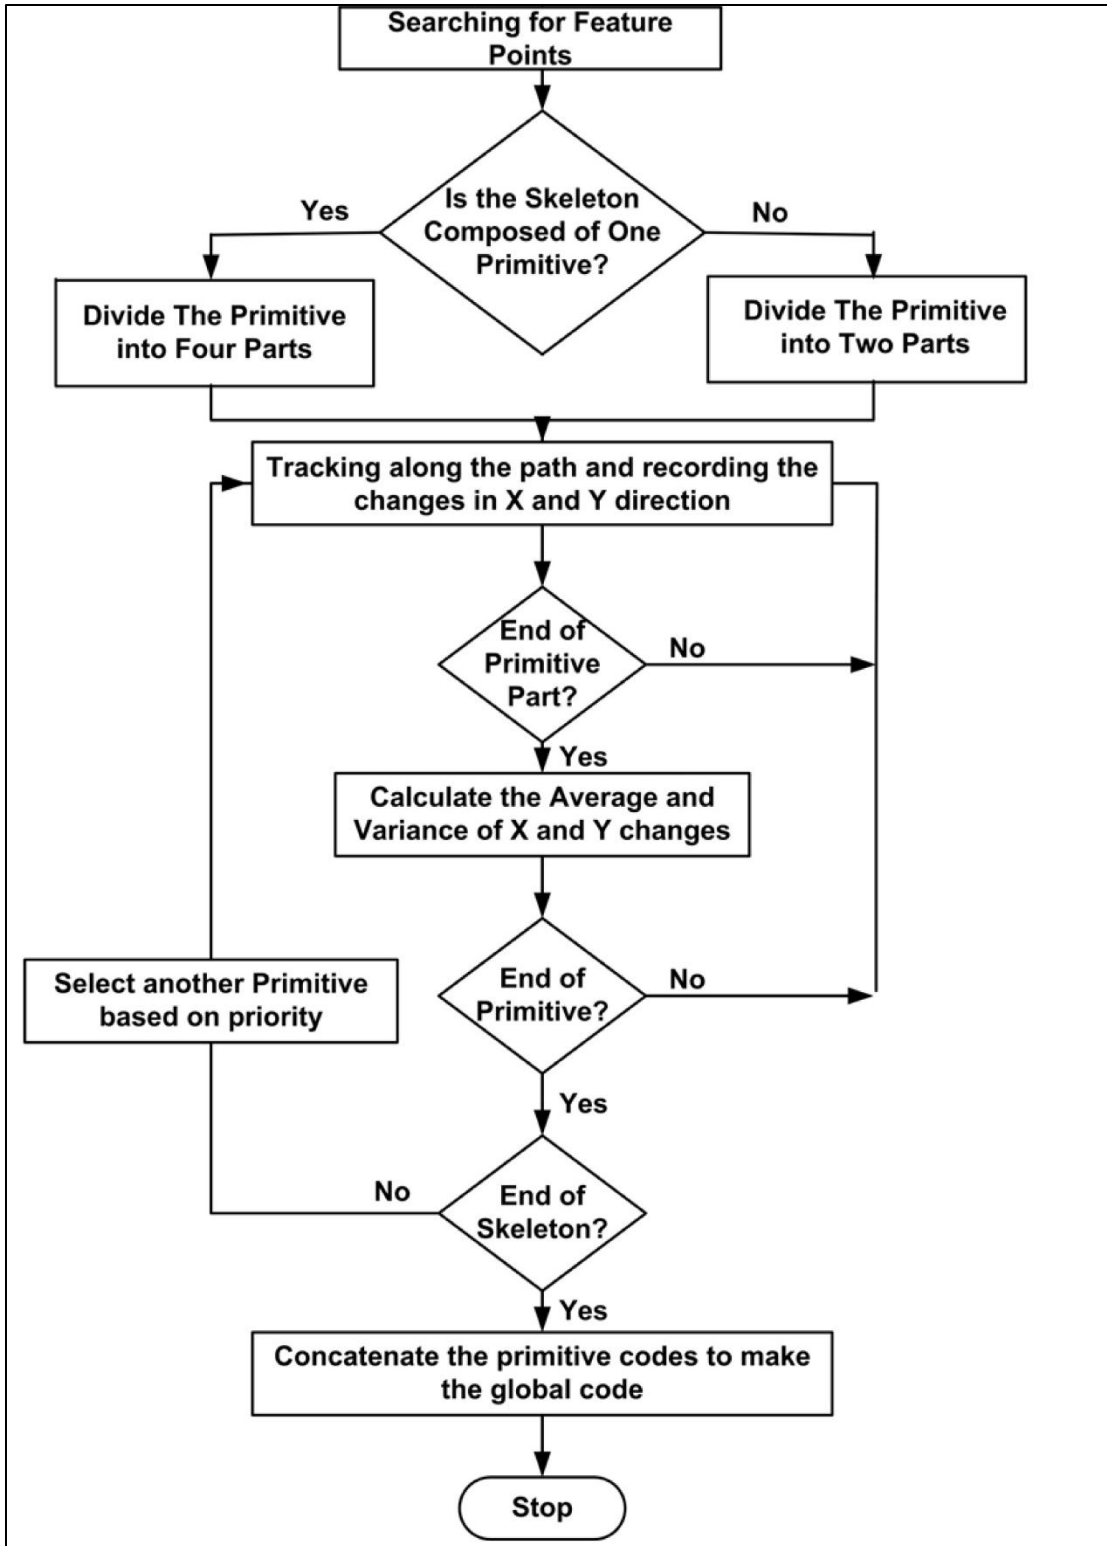 Searching for Feature
Points
Is the Skeleton
Composed of One
Primitive?
Yes
No
Divide The Primitive
into Four Parts
Divide The Primitive
into Two Parts
Tracking along the path and recording the
changes in X and Y direction
End of
Primitive
Part?
No
Yes
Calculate the Average and
Variance of X and Y changes
End of
Primitive?
No
Select another Primitive
based on priority
Yes
End of
Skeleton?
No
Yes
Concatenate the primitive codes to make
the global code
Stop